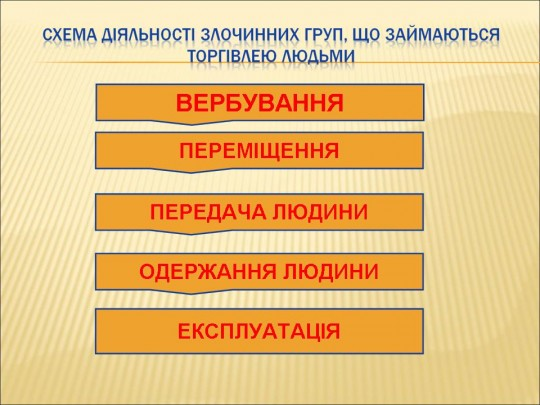 СХЕМА ДІЯЛЬНОСТІ ЗЛОЧИННИХ ГРУП, ЩО ЗАЙМАЮТЬСЯ
ТОРГІВЛЕЮ ЛЮДЬМИ
ВЕРБУВАННЯ
ПЕРЕМІЩЕННЯ
ПЕРЕДАЧА ЛЮДИНИ
ОДЕРЖАННЯ ЛЮДИНИ
ЕКСПЛУАТАЦІЯ